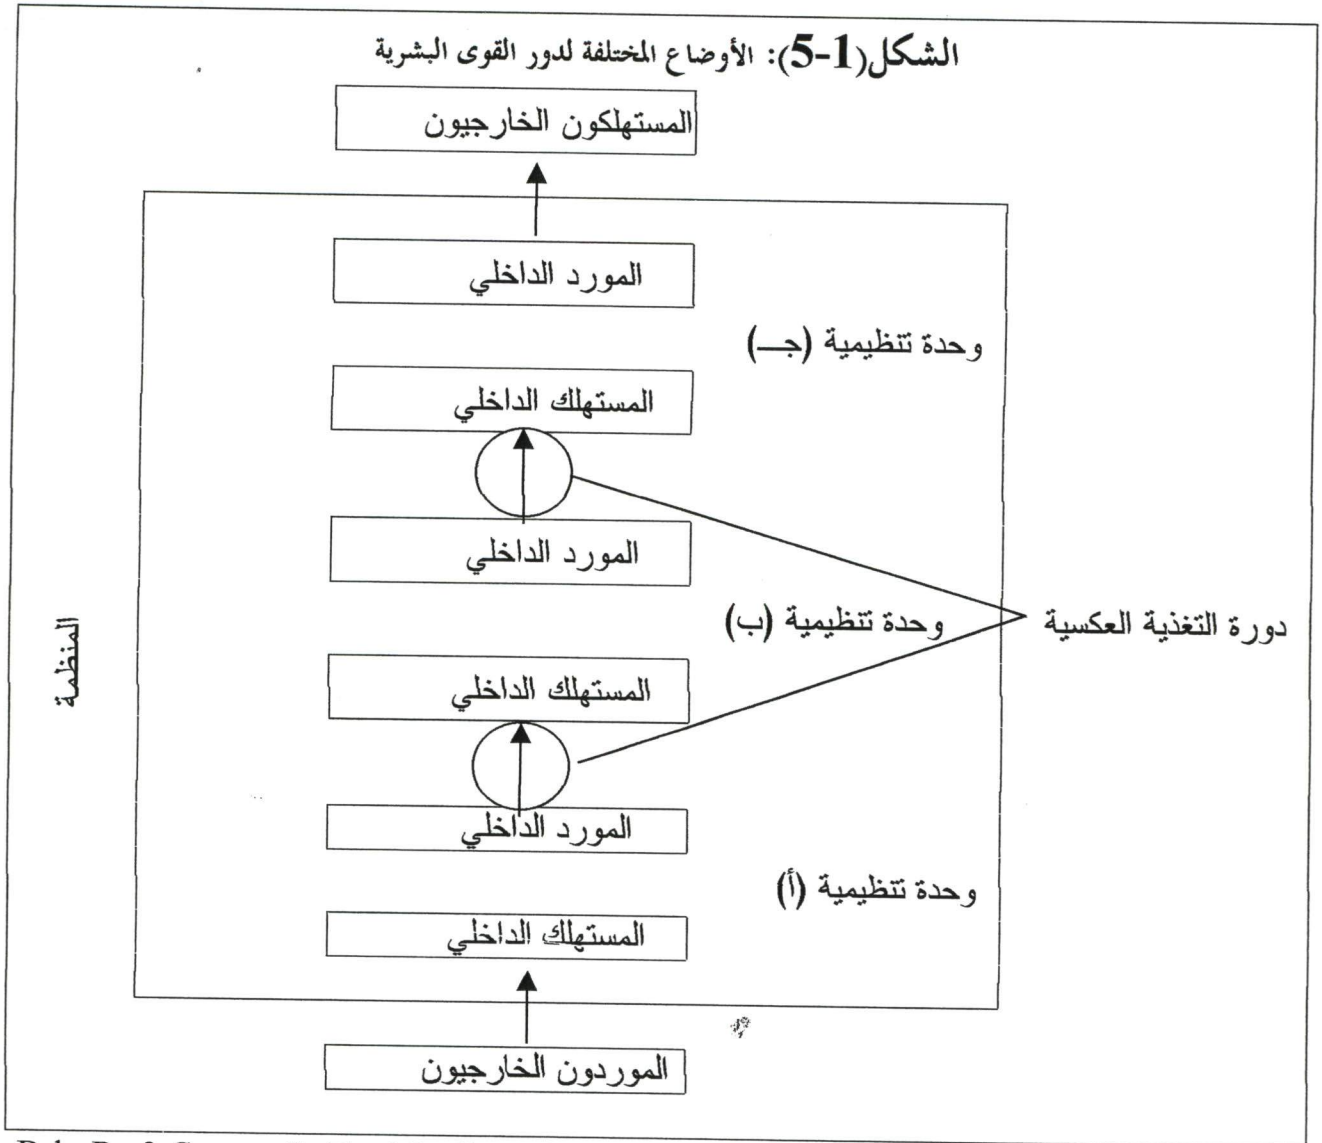 الشكل(1-5): الأوضاع المختلفة لدور القوى البشرية
المستهلكون الخارجيون
المورد الداخلي
وحدة تنظيمية (جـ)
المستهلك الداخلي
المورد الداخلي
وحدة تنظيمية (ب)
دورة التغذية العكسية
المنظمة
المستهلك الداخلي
المورد الداخلي
وحدة تنظيمية (أ)
المستهلك الداخلي
الموردون الخارجيون